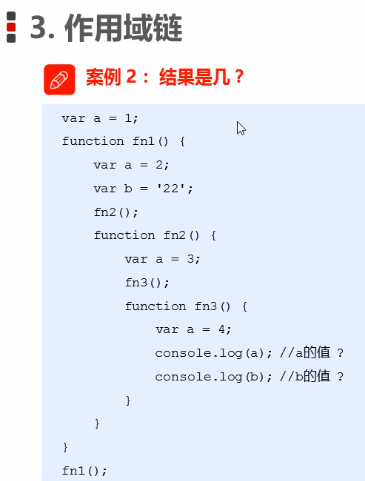 3. 作用域链
案例 2： 结果是几？
var a = 1;
function fn1() {
    var a = 2;
    var b = '22';
    fn2();
    function fn2() {
        var a = 3;
        fn3();
        function fn3() {
            var a = 4;
            console.log(a); //a的值 ?
            console.log(b); //b的值 ?
        }
    }
}
fn1();